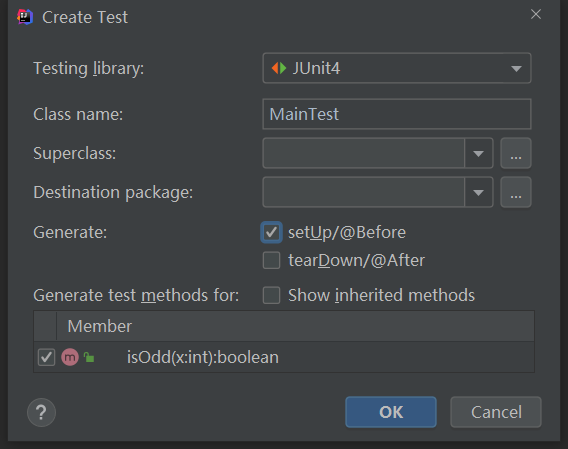 Create Test
Testing library: JUnit4
Class name: MainTest
Superclass: ...
Destination package: ...
Generate: setUp/@Before
tearDown/@After
Generate test methods for: Show inherited methods
Member
m isOdd(x:int):boolean
? OK Cancel